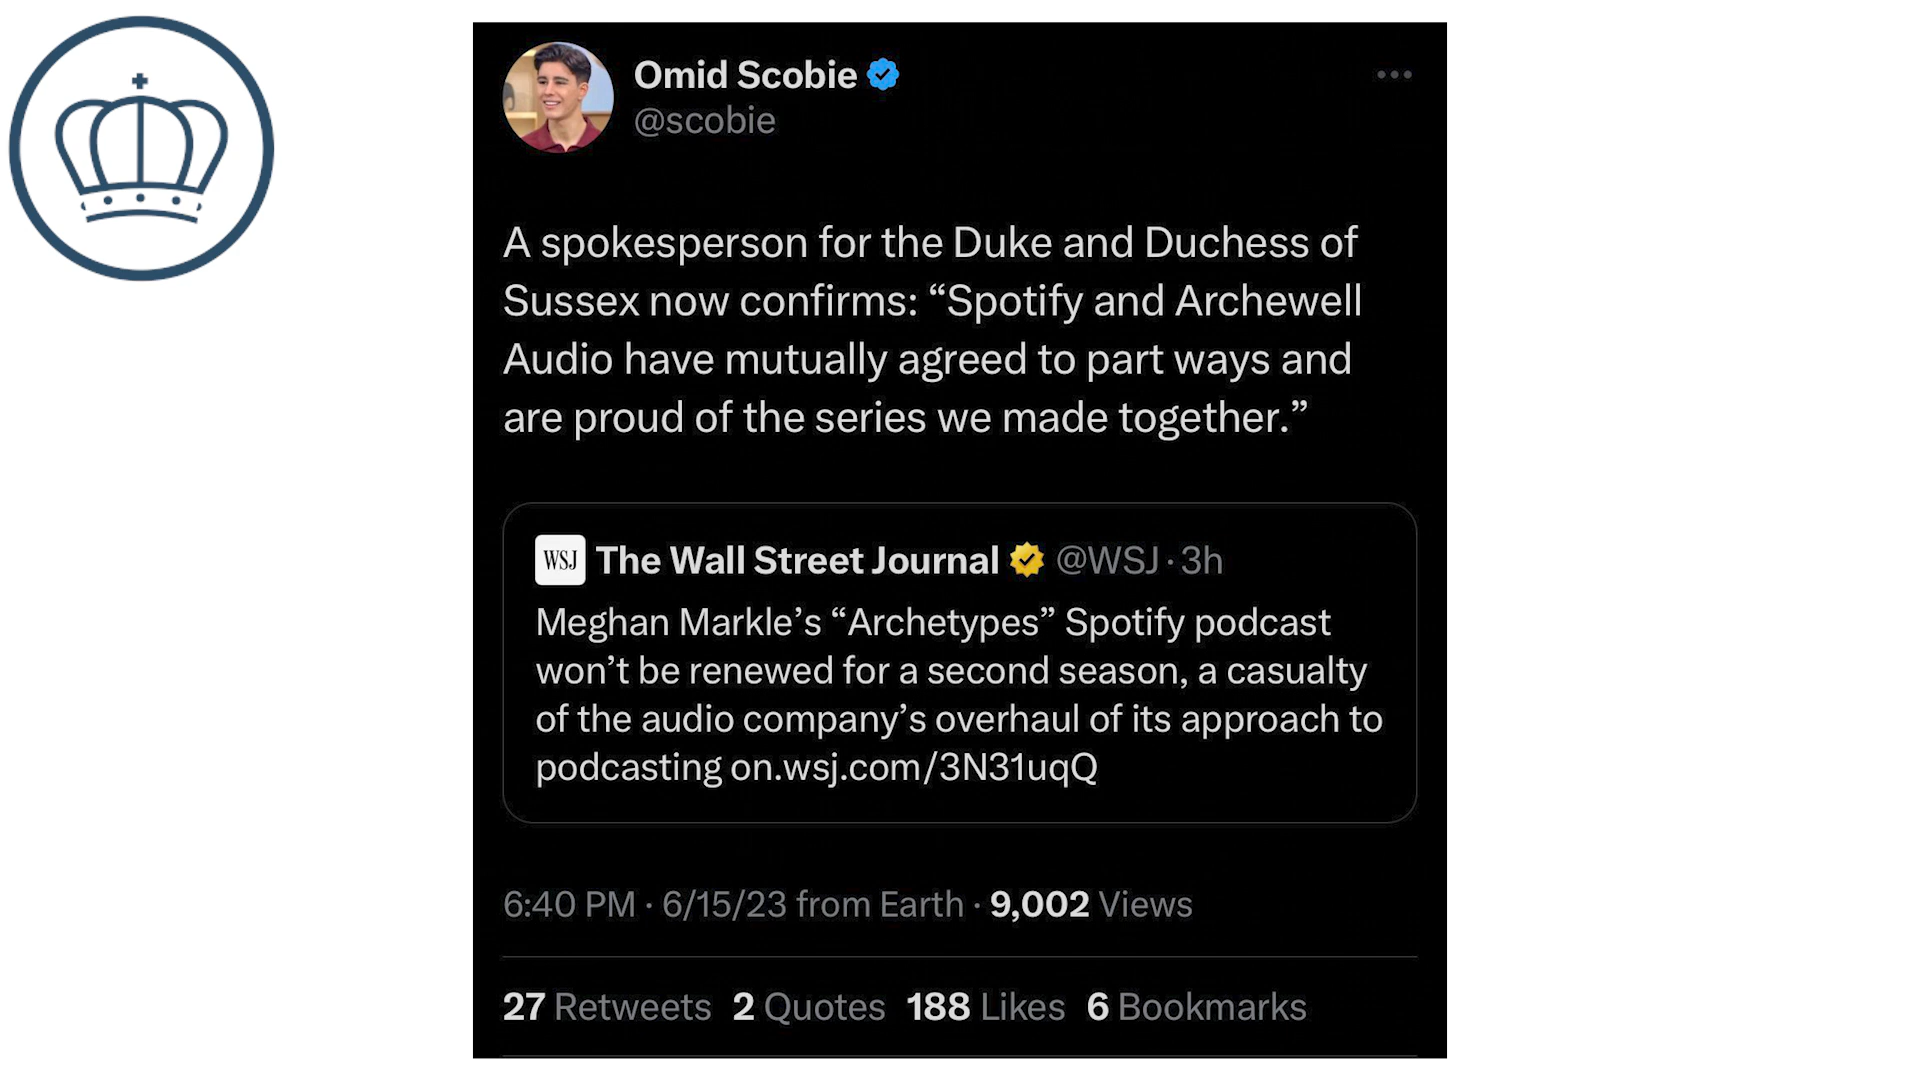 Omid Scobie
@scobie
A spokesperson for the Duke and Duchess of
Sussex now confirms: “Spotify and Archewell
Audio have mutually agreed to part ways and
are proud of the series we made together.”
WSJ The Wall Street Journal @WSJ · 3h
Meghan Markle’s “Archetypes” Spotify podcast
won’t be renewed for a second season, a casualty
of the audio company’s overhaul of its approach to
podcasting on.wsj.com/3N31uqQ
6:40 PM · 6/15/23 from Earth · 9,002 Views
27 Retweets 2 Quotes 188 Likes 6 Bookmarks